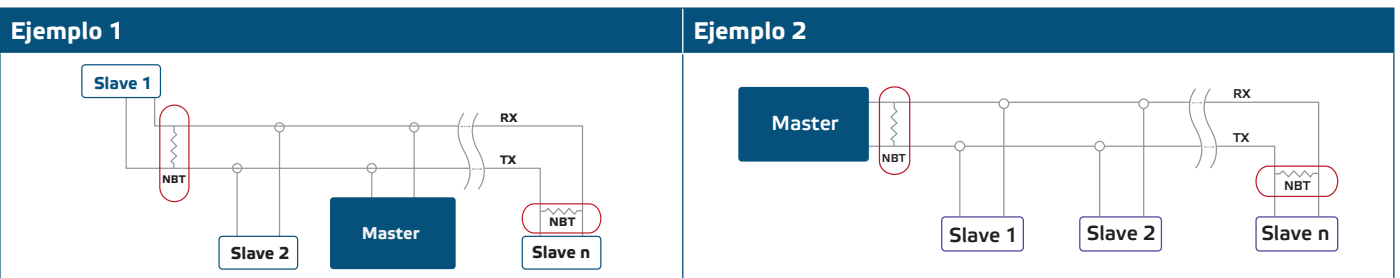 Ejemplo 1
Slave 1
RX
TX
NBT
Slave 2
Master
NBT
Slave n
Ejemplo 2
Master
RX
TX
NBT
NBT
Slave 1
Slave 2
Slave n